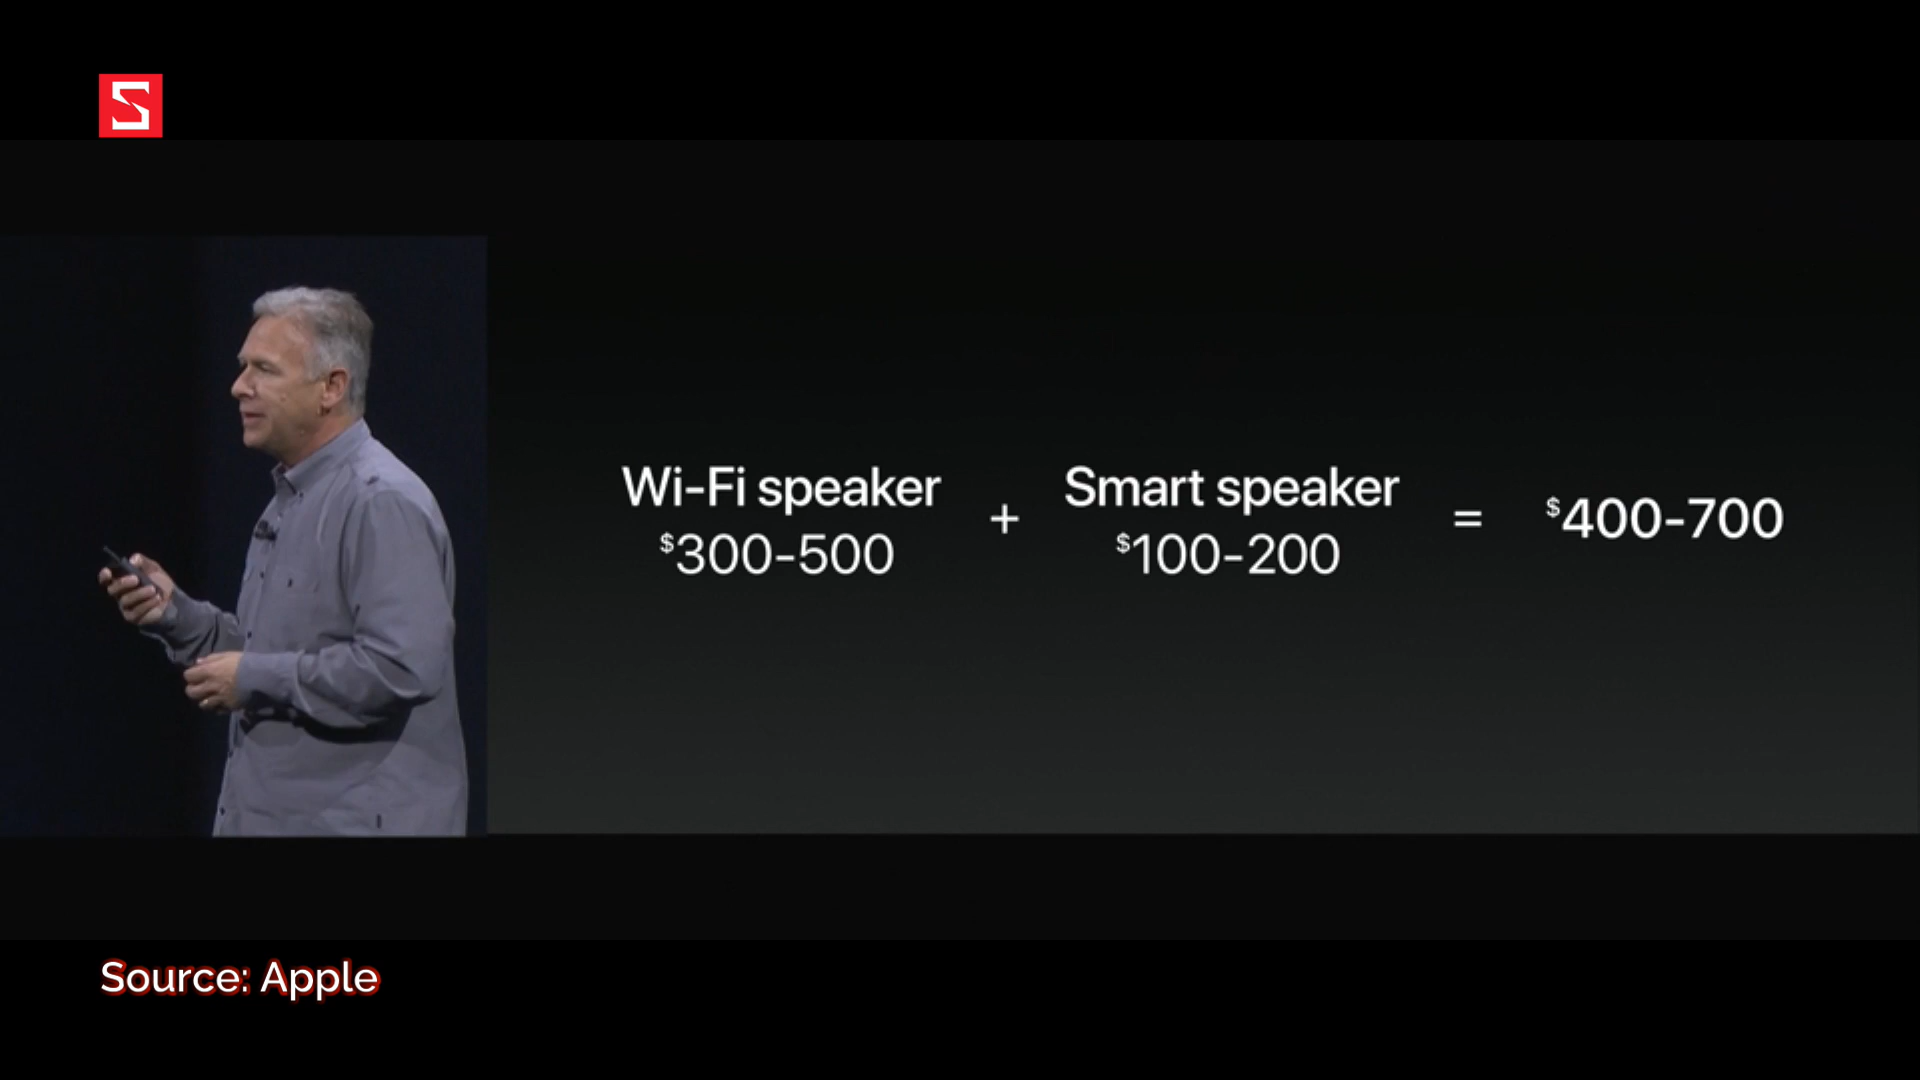 S
Wi-Fi speaker
$300-500
+
Smart speaker
$100-200
=
$400-700
Source: Apple